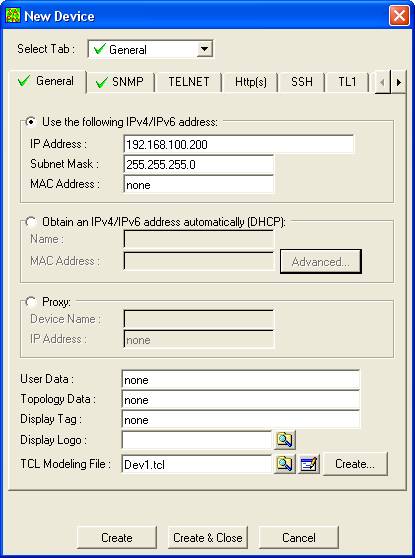 New Device
Select Tab : General
General SNMP TELNET Http(s) SSH TL1
Use the following IPv4/IPv6 address:
IP Address : 192.168.100.200
Subnet Mask : 255.255.255.0
MAC Address : none
Obtain an IPv4/IPv6 address automatically (DHCP):
Name :
MAC Address : Advanced...
Proxy:
Device Name :
IP Address : none
User Data : none
Topology Data : none
Display Tag : none
Display Logo :
TCL Modeling File : Dev1.tcl Create...
Create Create & Close Cancel